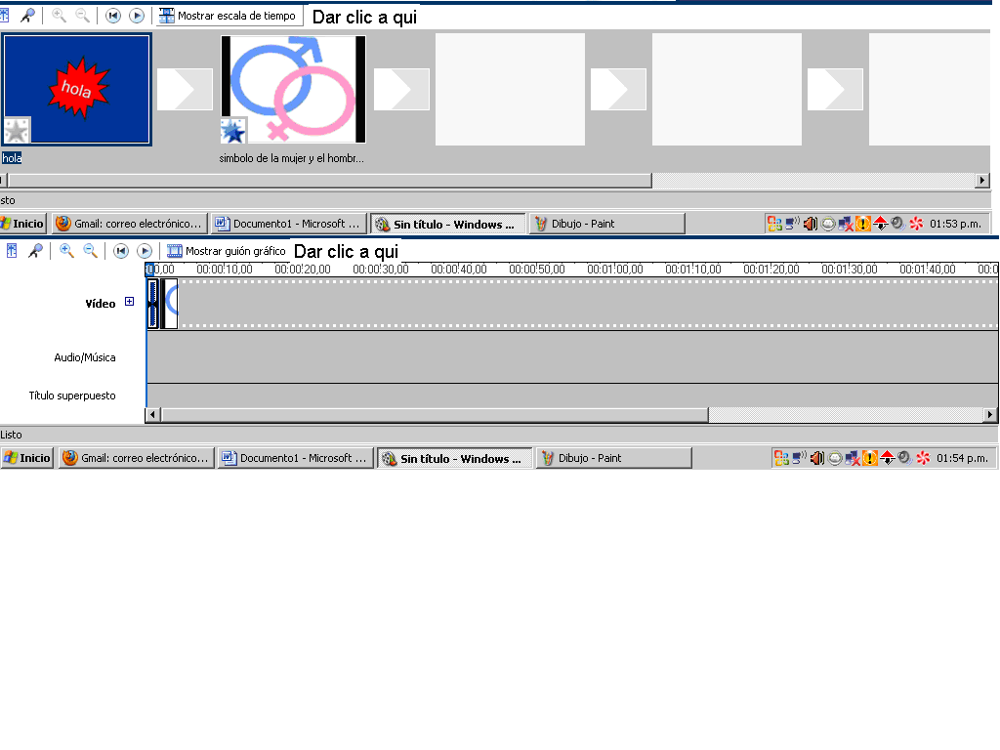 Mostrar escala de tiempo Dar clic a qui
hola
hola
simbolo de la mujer y el hombr...
sto
Inicio Gmail: correo electrónico... Documento1 - Microsoft ... Sin título - Windows ... Dibujo - Paint 01:53 p.m.
Mostrar guión gráfico Dar clic a qui
00,00 00:00:10,00 00:00:20,00 00:00:30,00 00:00:40,00 00:00:50,00 00:01:00,00 00:01:10,00 00:01:20,00 00:01:30,00 00:01:40,00 00:0
Vídeo
Audio/Música
Título superpuesto
Listo
Inicio Gmail: correo electrónico... Documento1 - Microsoft ... Sin título - Windows ... Dibujo - Paint 01:54 p.m.